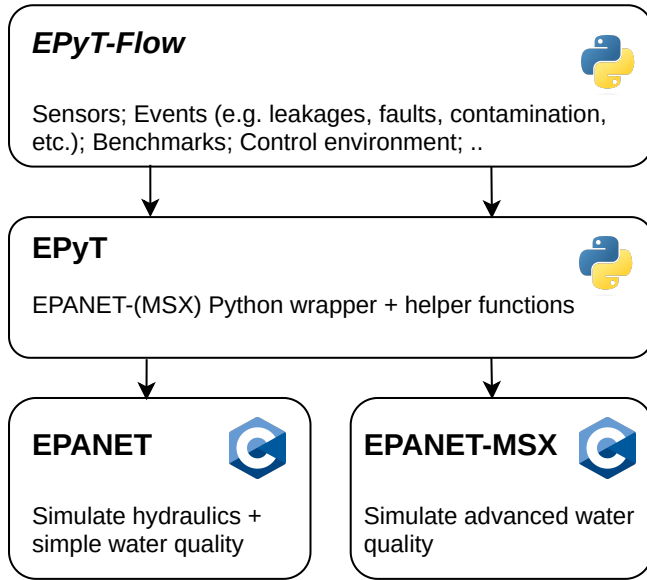 EPyT-Flow
Sensors; Events (e.g. leakages, faults, contamination,
etc.); Benchmarks; Control environment; ..
EPyT
EPANET-(MSX) Python wrapper + helper functions
EPANET
Simulate hydraulics +
simple water quality
EPANET-MSX
Simulate advanced water
quality